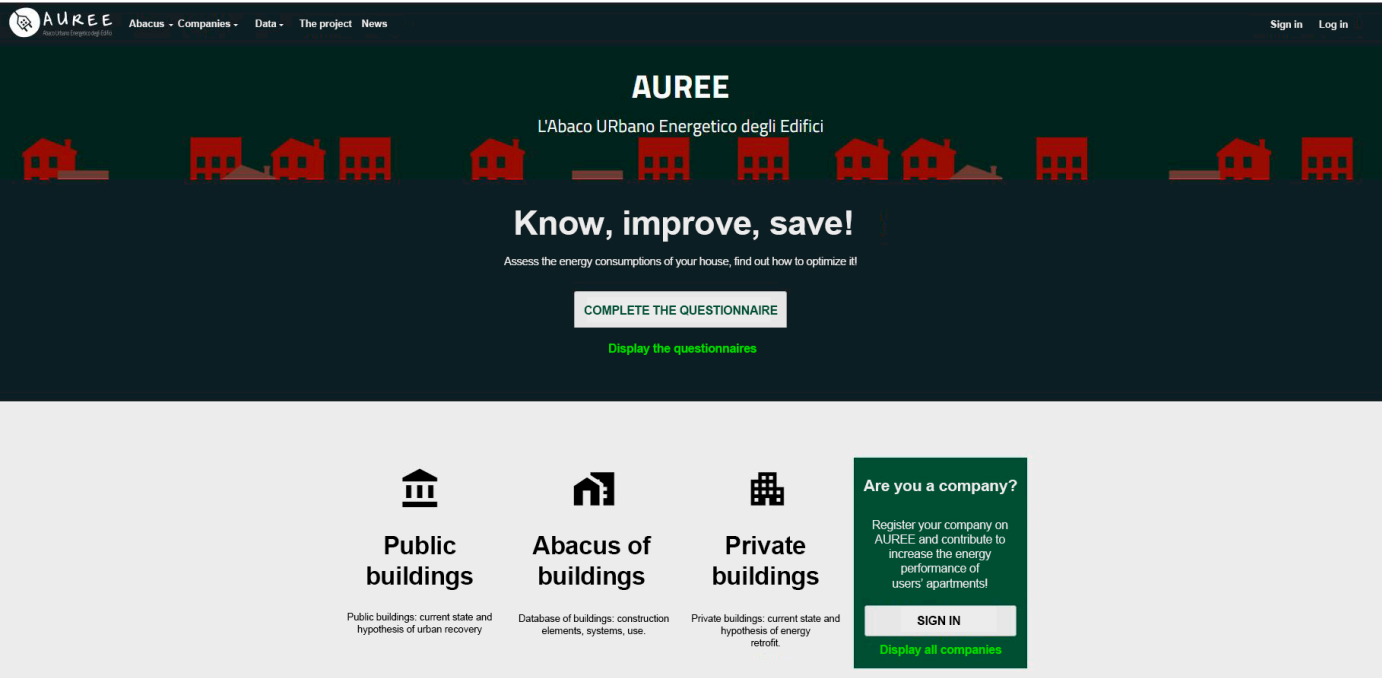 AUREE
Abaco Urbano Energetico degli Edifici
Abacus
Companies
Data
The project
News
Sign in
Log in
AUREE
L'Abaco URbano Energetico degli Edifici
Know, improve, save!
Assess the energy consumptions of your house, find out how to optimize it!
COMPLETE THE QUESTIONNAIRE
Display the questionnaires
Public
buildings
Public buildings: current state and
hypothesis of urban recovery
Abacus of
buildings
Database of buildings: construction
elements, systems, use.
Private
buildings
Private buildings: current state and
hypothesis of energy
retrofit.
Are you a company?
Register your company on
AUREE and contribute to
increase the energy
performance of
users' apartments!
SIGN IN
Display all companies